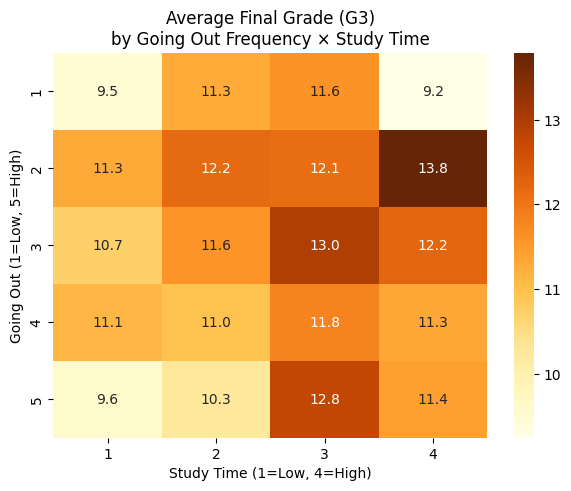 Average Final Grade (G3)
by Going Out Frequency × Study Time
Going Out (1=Low, 5=High)
1 9.5 11.3 11.6 9.2
2 11.3 12.2 12.1 13.8
3 10.7 11.6 13.0 12.2
4 11.1 11.0 11.8 11.3
5 9.6 10.3 12.8 11.4
1 2 3 4
Study Time (1=Low, 4=High)
13
12
11
10